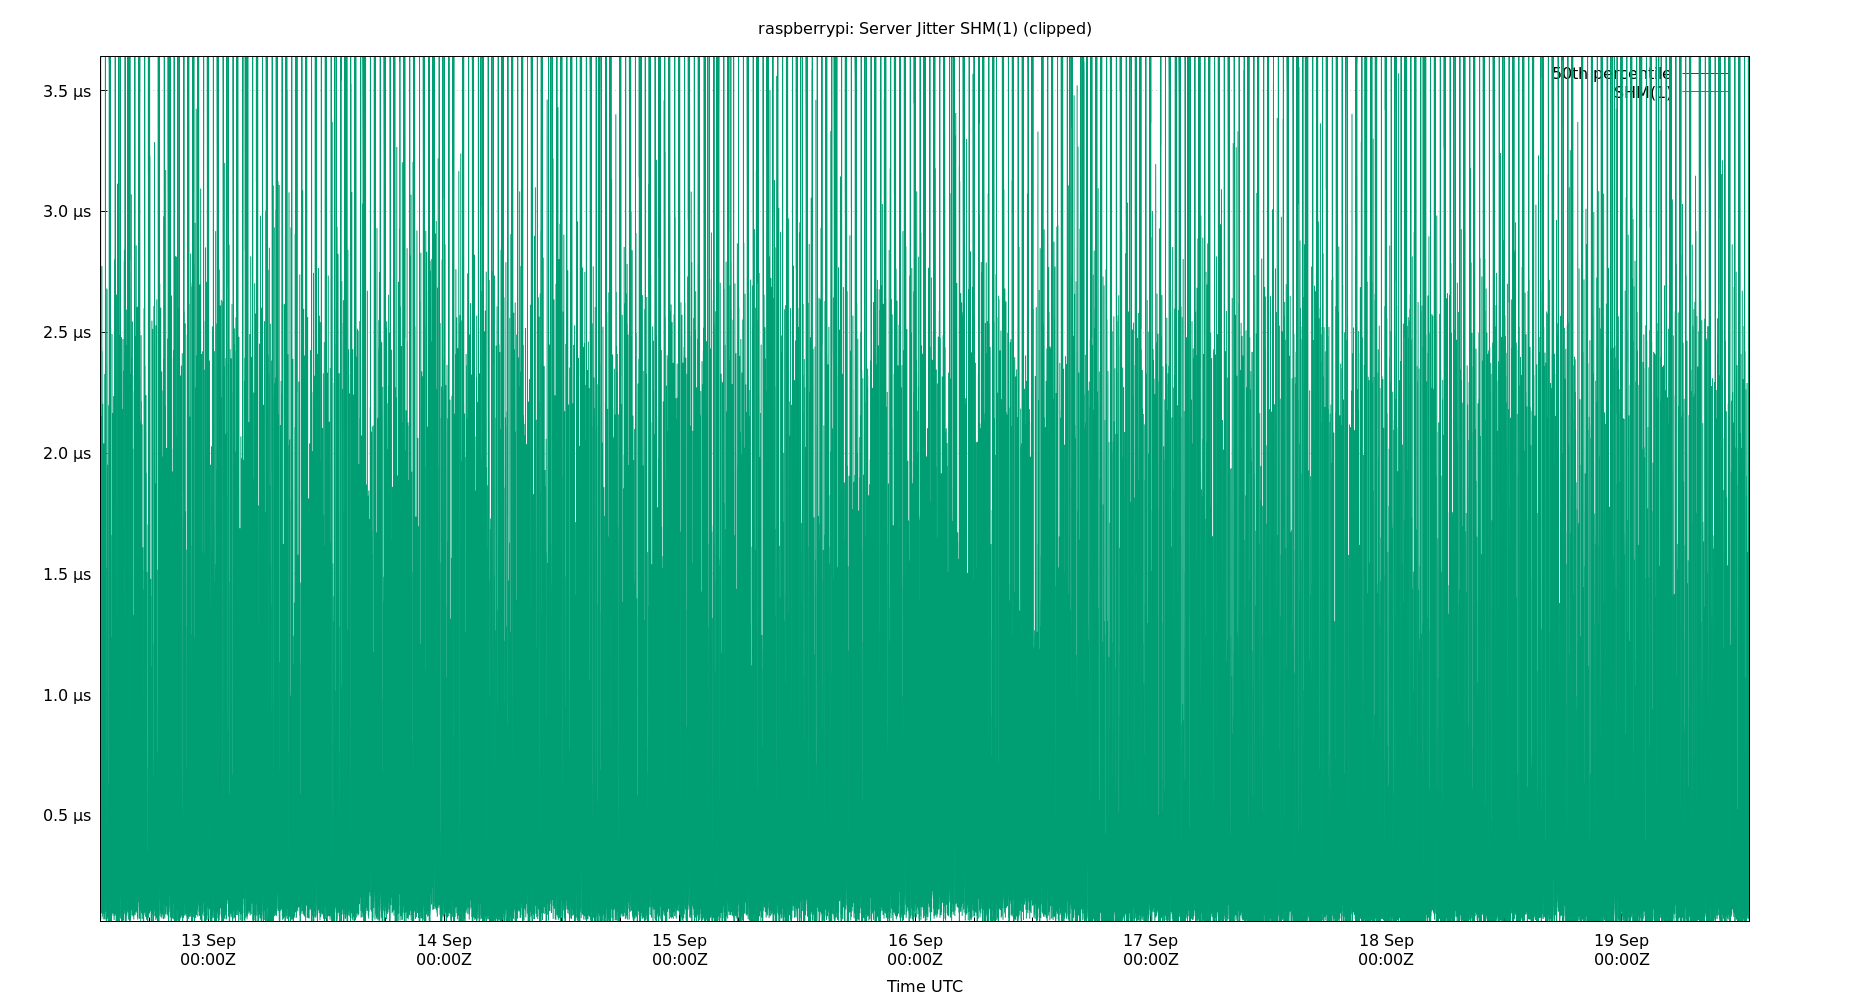 raspberrypi: Server Jitter SHM(1) (clipped)
50th percentile
SHM(1)
3.5 µs
3.0 µs
2.5 µs
2.0 µs
1.5 µs
1.0 µs
0.5 µs
13 Sep 14 Sep 15 Sep 16 Sep 17 Sep 18 Sep 19 Sep
00:00Z 00:00Z 00:00Z 00:00Z 00:00Z 00:00Z 00:00Z
Time UTC